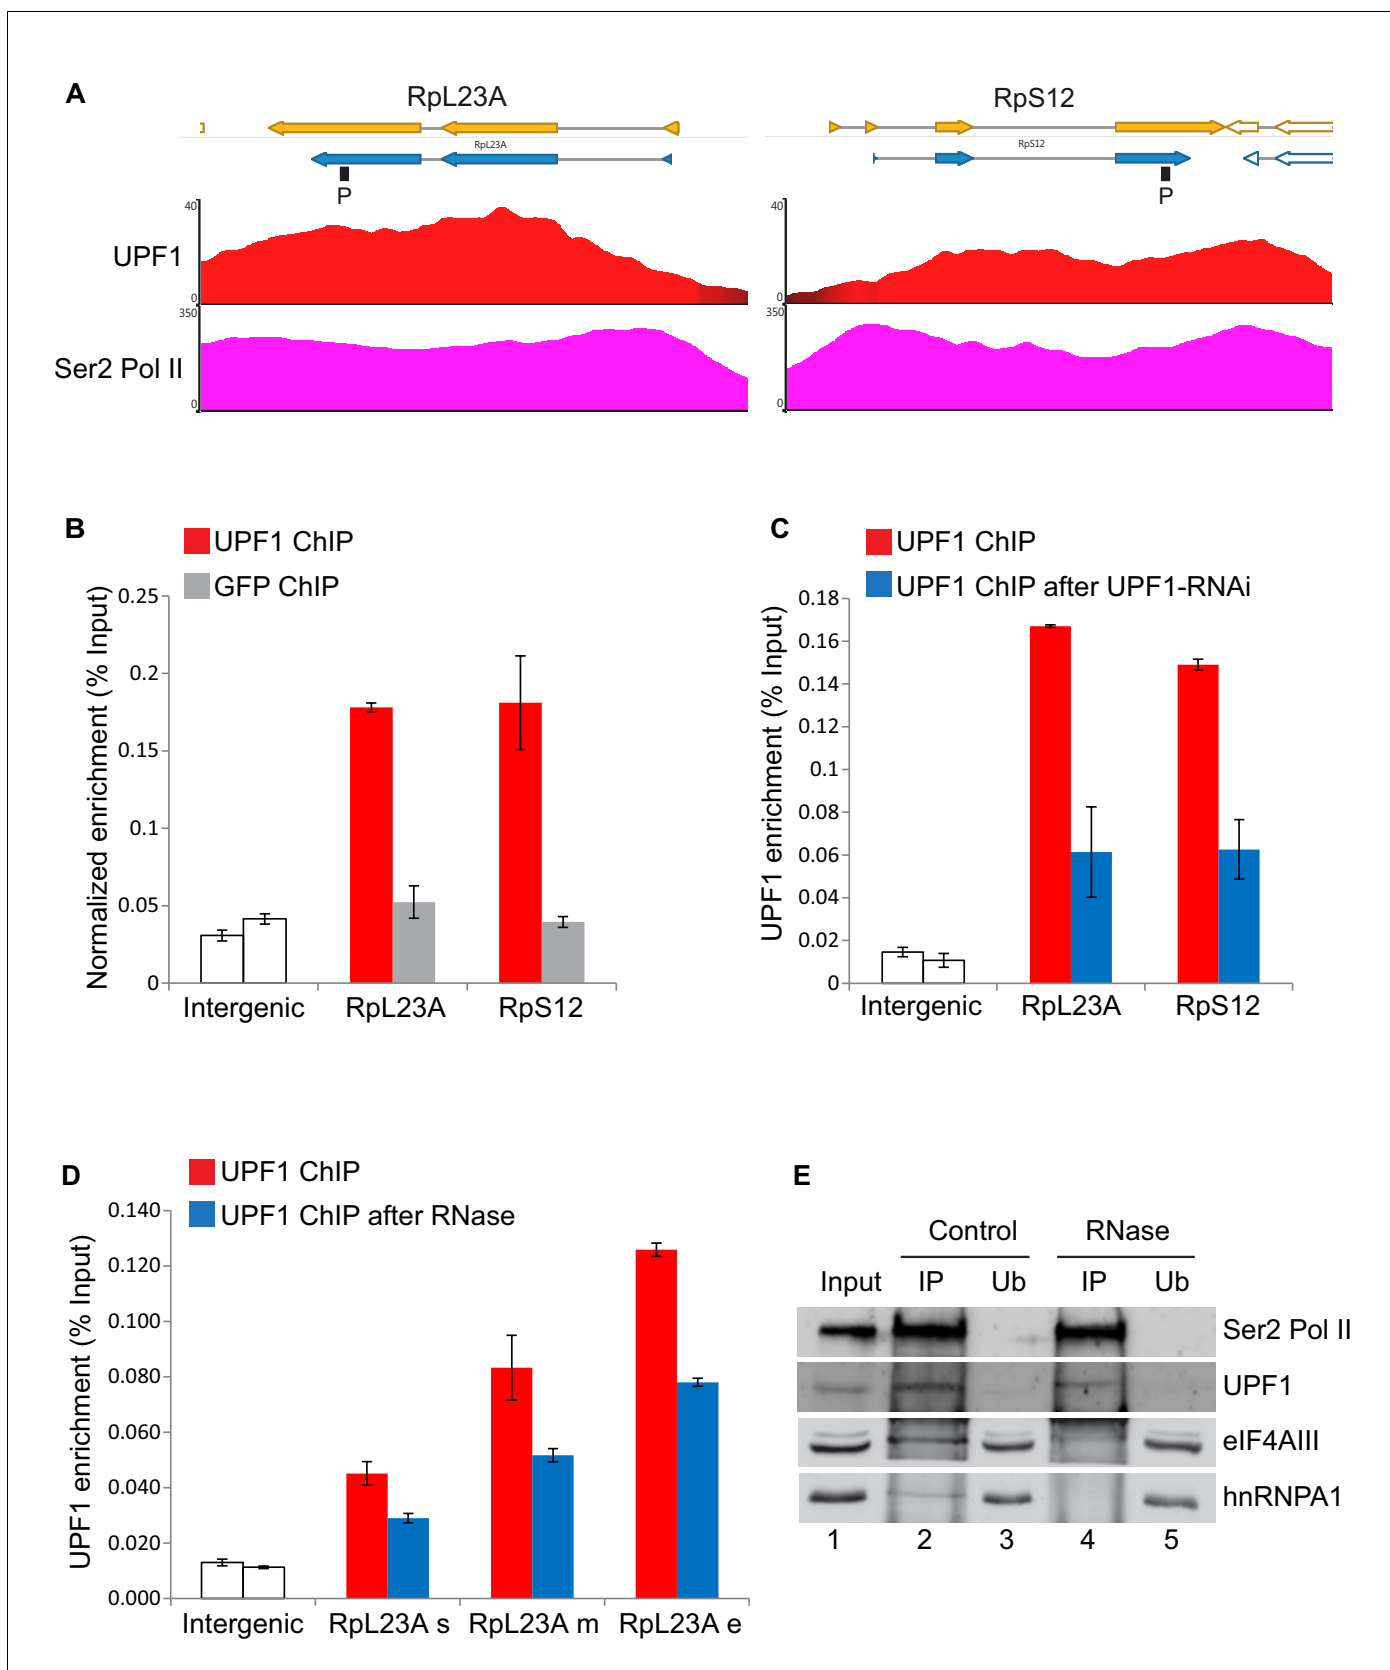 A
RpL23A
RpS12
RpL23A
RpS12
P
P
40
UPF1
0
350
Ser2 Pol II
0
40
0
350
0
B
UPF1 ChIP
GFP ChIP
Normalized enrichment (% Input)
0.25
0.2
0.15
0.1
0.05
0
Intergenic RpL23A RpS12
C
UPF1 ChIP
UPF1 ChIP after UPF1-RNAi
UPF1 enrichment (% Input)
0.18
0.16
0.14
0.12
0.1
0.08
0.06
0.04
0.02
0
Intergenic RpL23A RpS12
D
UPF1 ChIP
UPF1 ChIP after RNase
UPF1 enrichment (% Input)
0.140
0.120
0.100
0.080
0.060
0.040
0.020
0.000
Intergenic RpL23A s RpL23A m RpL23A e
E
Control RNase
Input IP Ub IP Ub
Ser2 Pol II
UPF1
eIF4AIII
hnRNPA1
1 2 3 4 5